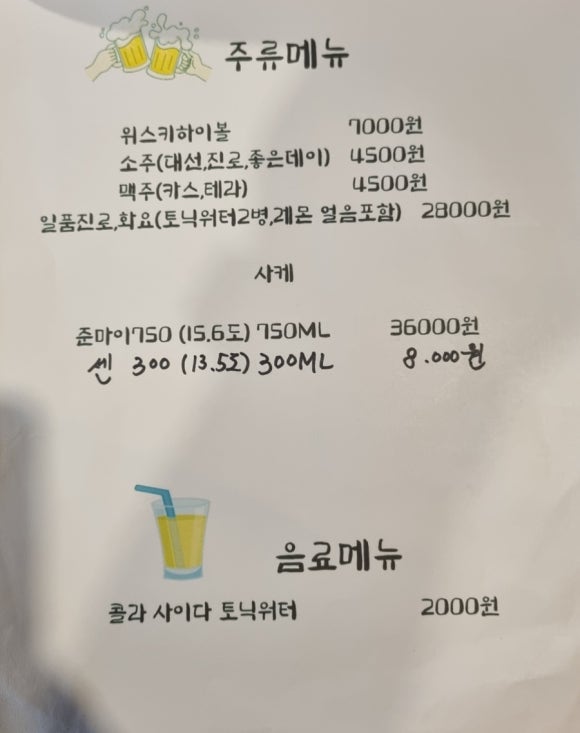 주류메뉴
위스키하이볼 7000원
소주(대선,진로,좋은데이) 4500원
맥주(카스,테라) 4500원
일품진로,화요(토닉워터2병,레몬 얼음포함) 28000원
사케
준마이750 (15.6도) 750ML 36000원
쎈 300 (13.5도) 300ML 8.000원
음료메뉴
콜라 사이다 토닉워터 2000원